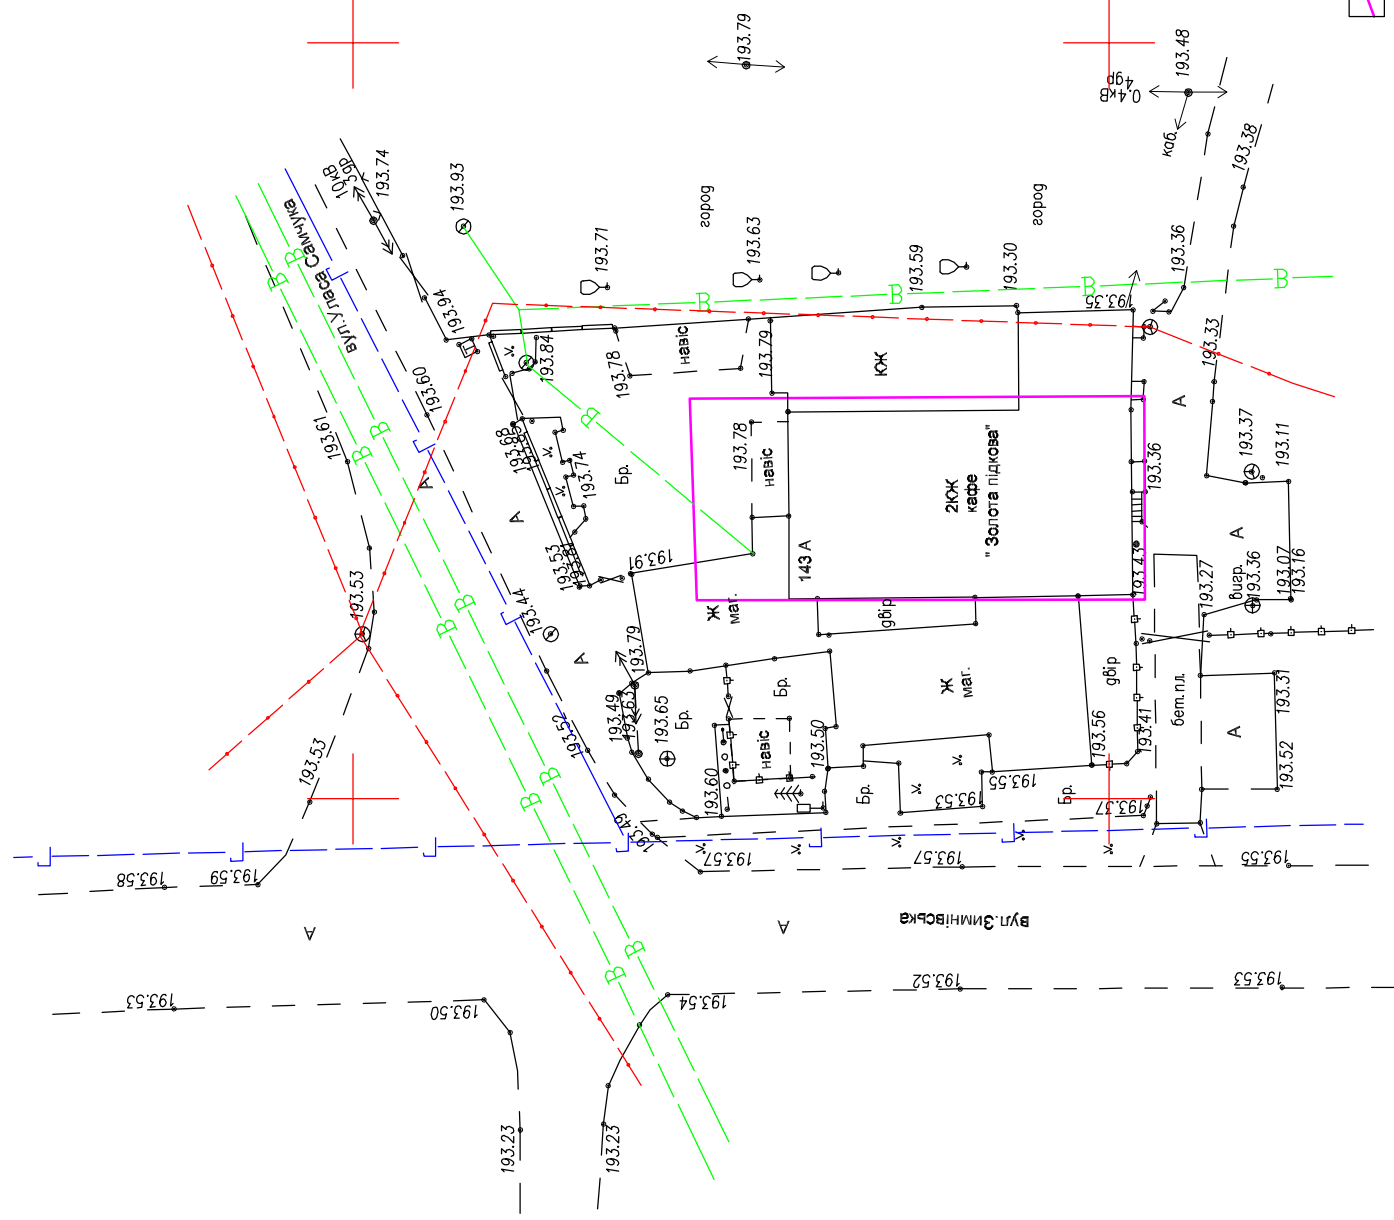 193.79
193.48
0.4кВ
4др
10кВ
3др
193.74
193.93
193.38
каб.
вул. Уласа Самчука
город
город
193.71
193.63
193.59
193.30
193.36
193.35
193.94
В
В
В
В
В
В
193.33
193.84
193.78
навіс
193.79
КЖ
193.60
193.61
А
А
193.68
193.74
Бр.
В
В
В
193.78
навіс
2КЖ
кафе
" Золота підкова"
193.36
193.37
193.11
А
А
193.53
193.91
143 А
193.43
193.27
вигр.
193.36
193.07
193.16
193.53
193.44
В
В
Ж
маг.
двір
193.79
А
193.49
193.63
193.65
Бр.
Бр.
Ж
маг.
двір
бет.пл.
193.31
193.52
193.50
193.56
193.41
А
193.52
193.53
навіс
193.60
Бр.
193.53
193.55
Бр.
193.37
В
В
193.49
193.57
193.57
193.55
193.58
193.59
А
А
вул.Зимнівська
В
В
193.53
193.50
193.54
193.52
193.53
193.23
193.23